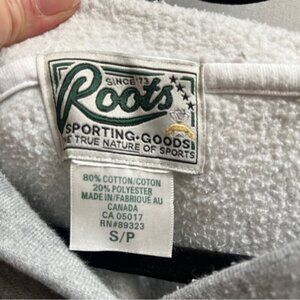 SINCE '73
Roots
SPORTING·GOODS
THE TRUE NATURE OF SPORTS
80% COTTON/COTON
20% POLYESTER
MADE IN/FABRIQUÉ AU
CANADA
CA 05017
RN#89323
S/P